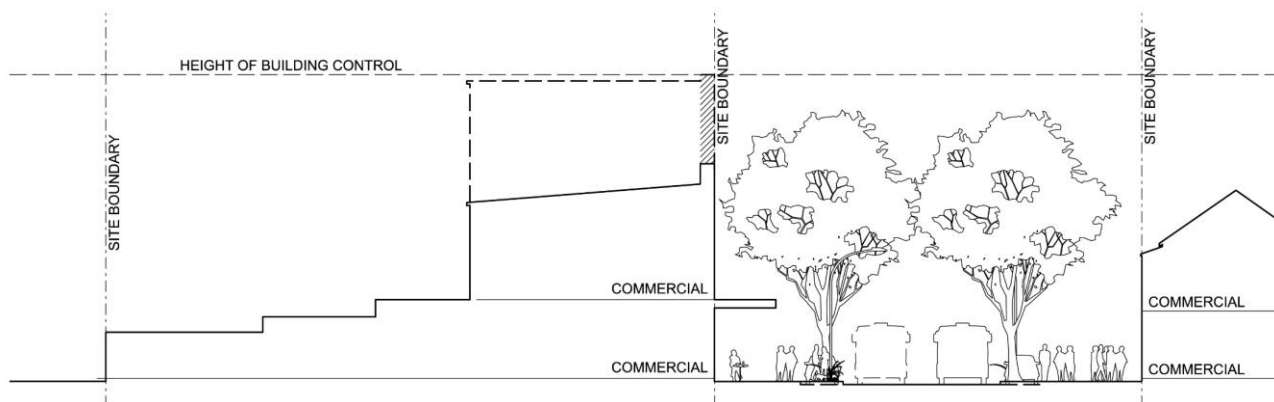 HEIGHT OF BUILDING CONTROL
SITE BOUNDARY
SITE BOUNDARY
SITE BOUNDARY
COMMERCIAL
COMMERCIAL
COMMERCIAL
COMMERCIAL